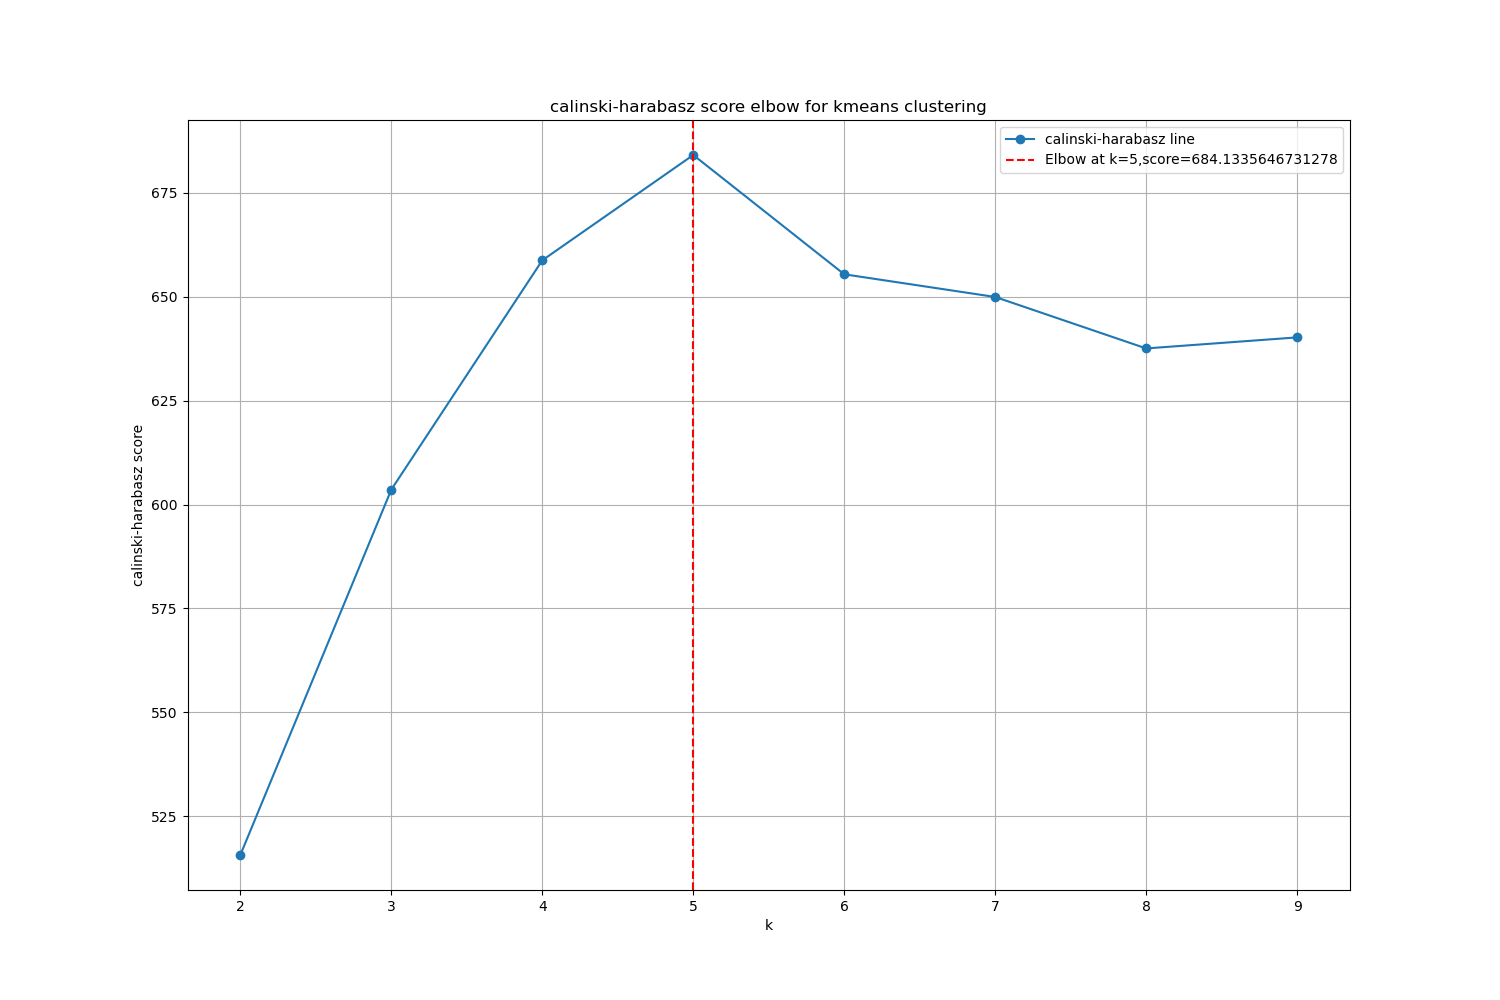 calinski-harabasz score elbow for kmeans clustering
calinski-harabasz line
Elbow at k=5,score=684.1335646731278
675
650
625
600
575
550
525
calinski-harabasz score
2 3 4 5 6 7 8 9
k